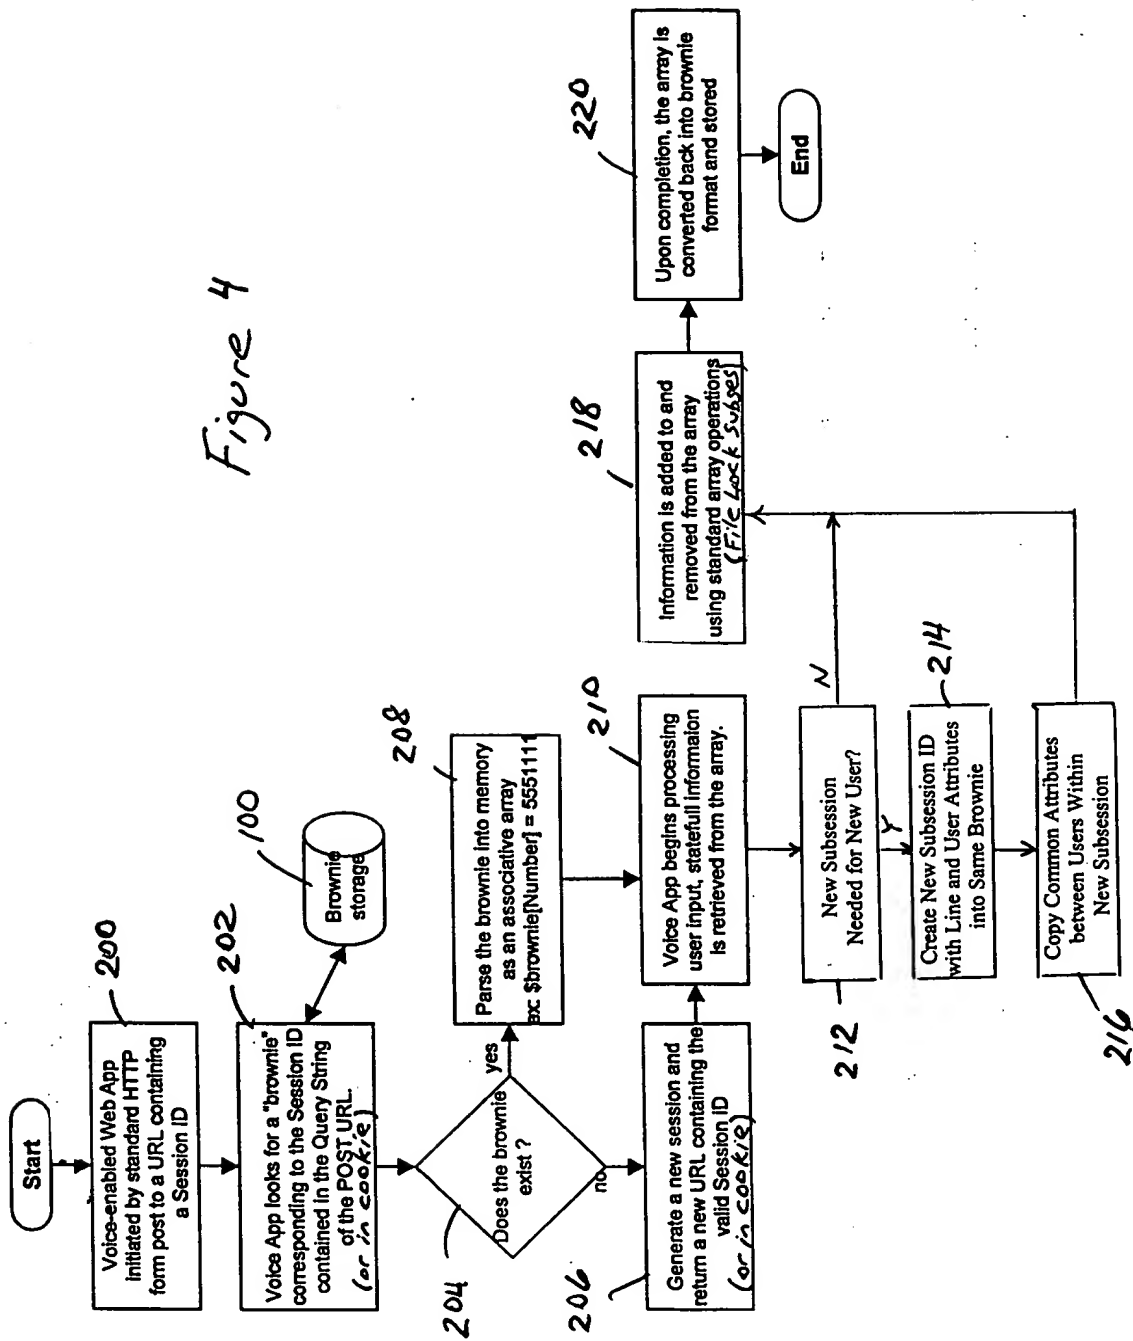 Figure 4
Start
200
Voice-enabled Web App
initiated by standard HTTP
form post to a URL containing
a Session ID
202
Voice App looks for a "brownie"
corresponding to the Session ID
contained in the Query String
of the POST URL.
(or in cookie)
100
Brownie
storage
204
Does the brownie
exist ?
yes
no
206
Generate a new session and
return a new URL containing the
valid Session ID
(or in cookie)
208
Parse the brownie into memory
as an associative array
ex: $brownie[Number] = 5551111
210
Voice App begins processing
user input, statefull informaion
is retrieved from the array.
212
New Subsession
Needed for New User?
N
Y
214
Create New Subsession ID
with Line and User Attributes
into Same Brownie
216
Copy Common Attributes
between Users Within
New Subsession
218
Information is added to and
removed from the array
using standard array operations
(File Lock Subses)
220
Upon completion, the array is
converted back into brownie
format and stored
End